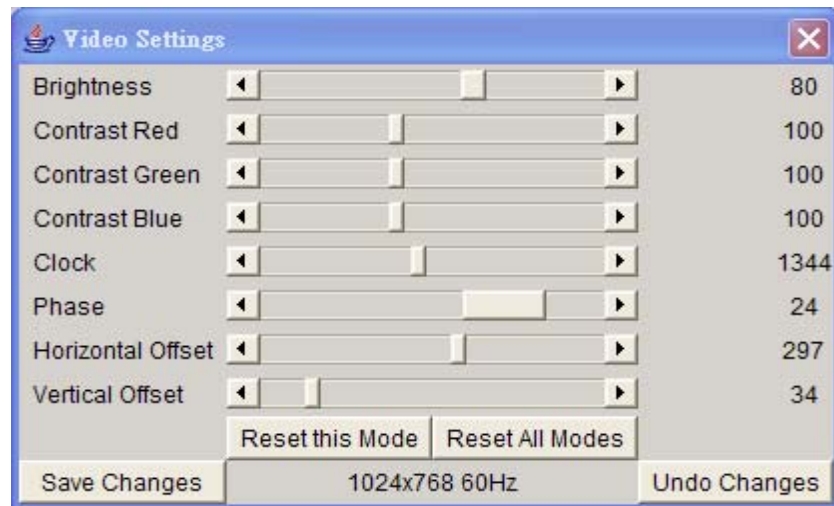 Video Settings
Brightness 80
Contrast Red 100
Contrast Green 100
Contrast Blue 100
Clock 1344
Phase 24
Horizontal Offset 297
Vertical Offset 34
Reset this Mode Reset All Modes
Save Changes 1024x768 60Hz Undo Changes